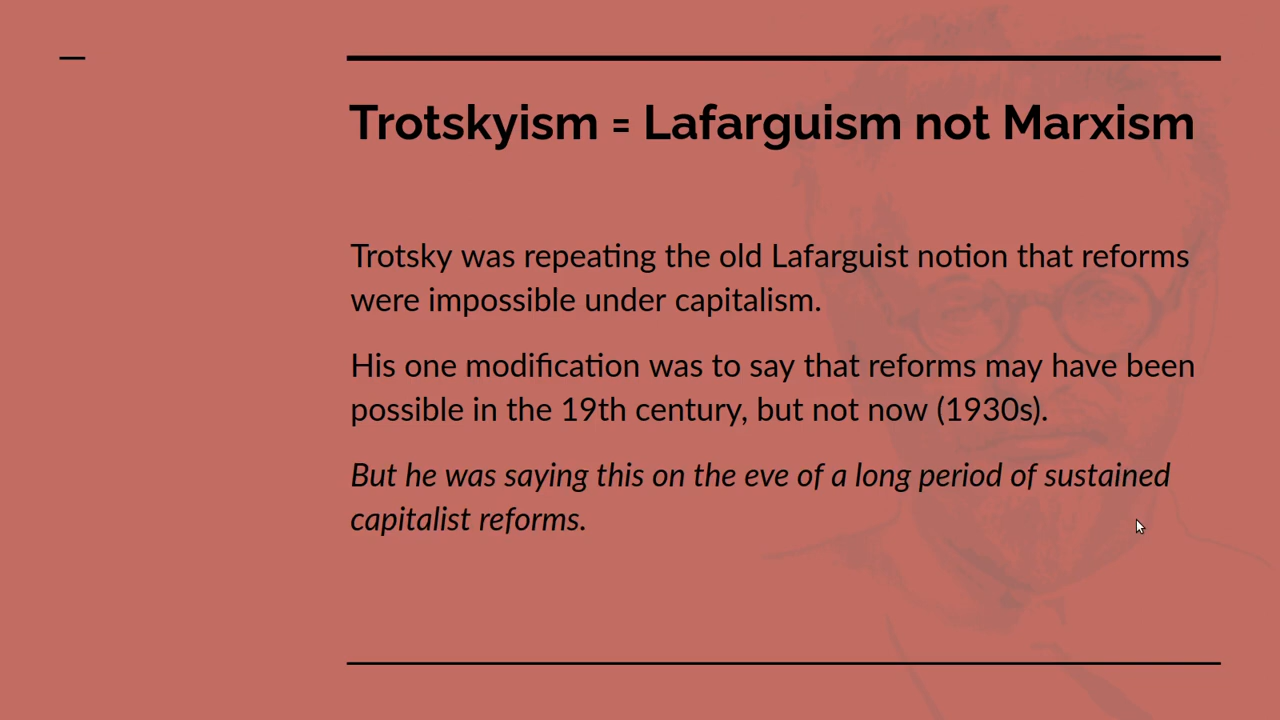 Trotskyism = Lafarguism not Marxism
Trotsky was repeating the old Lafarguist notion that reforms
were impossible under capitalism.
His one modification was to say that reforms may have been
possible in the 19th century, but not now (1930s).
But he was saying this on the eve of a long period of sustained
capitalist reforms.